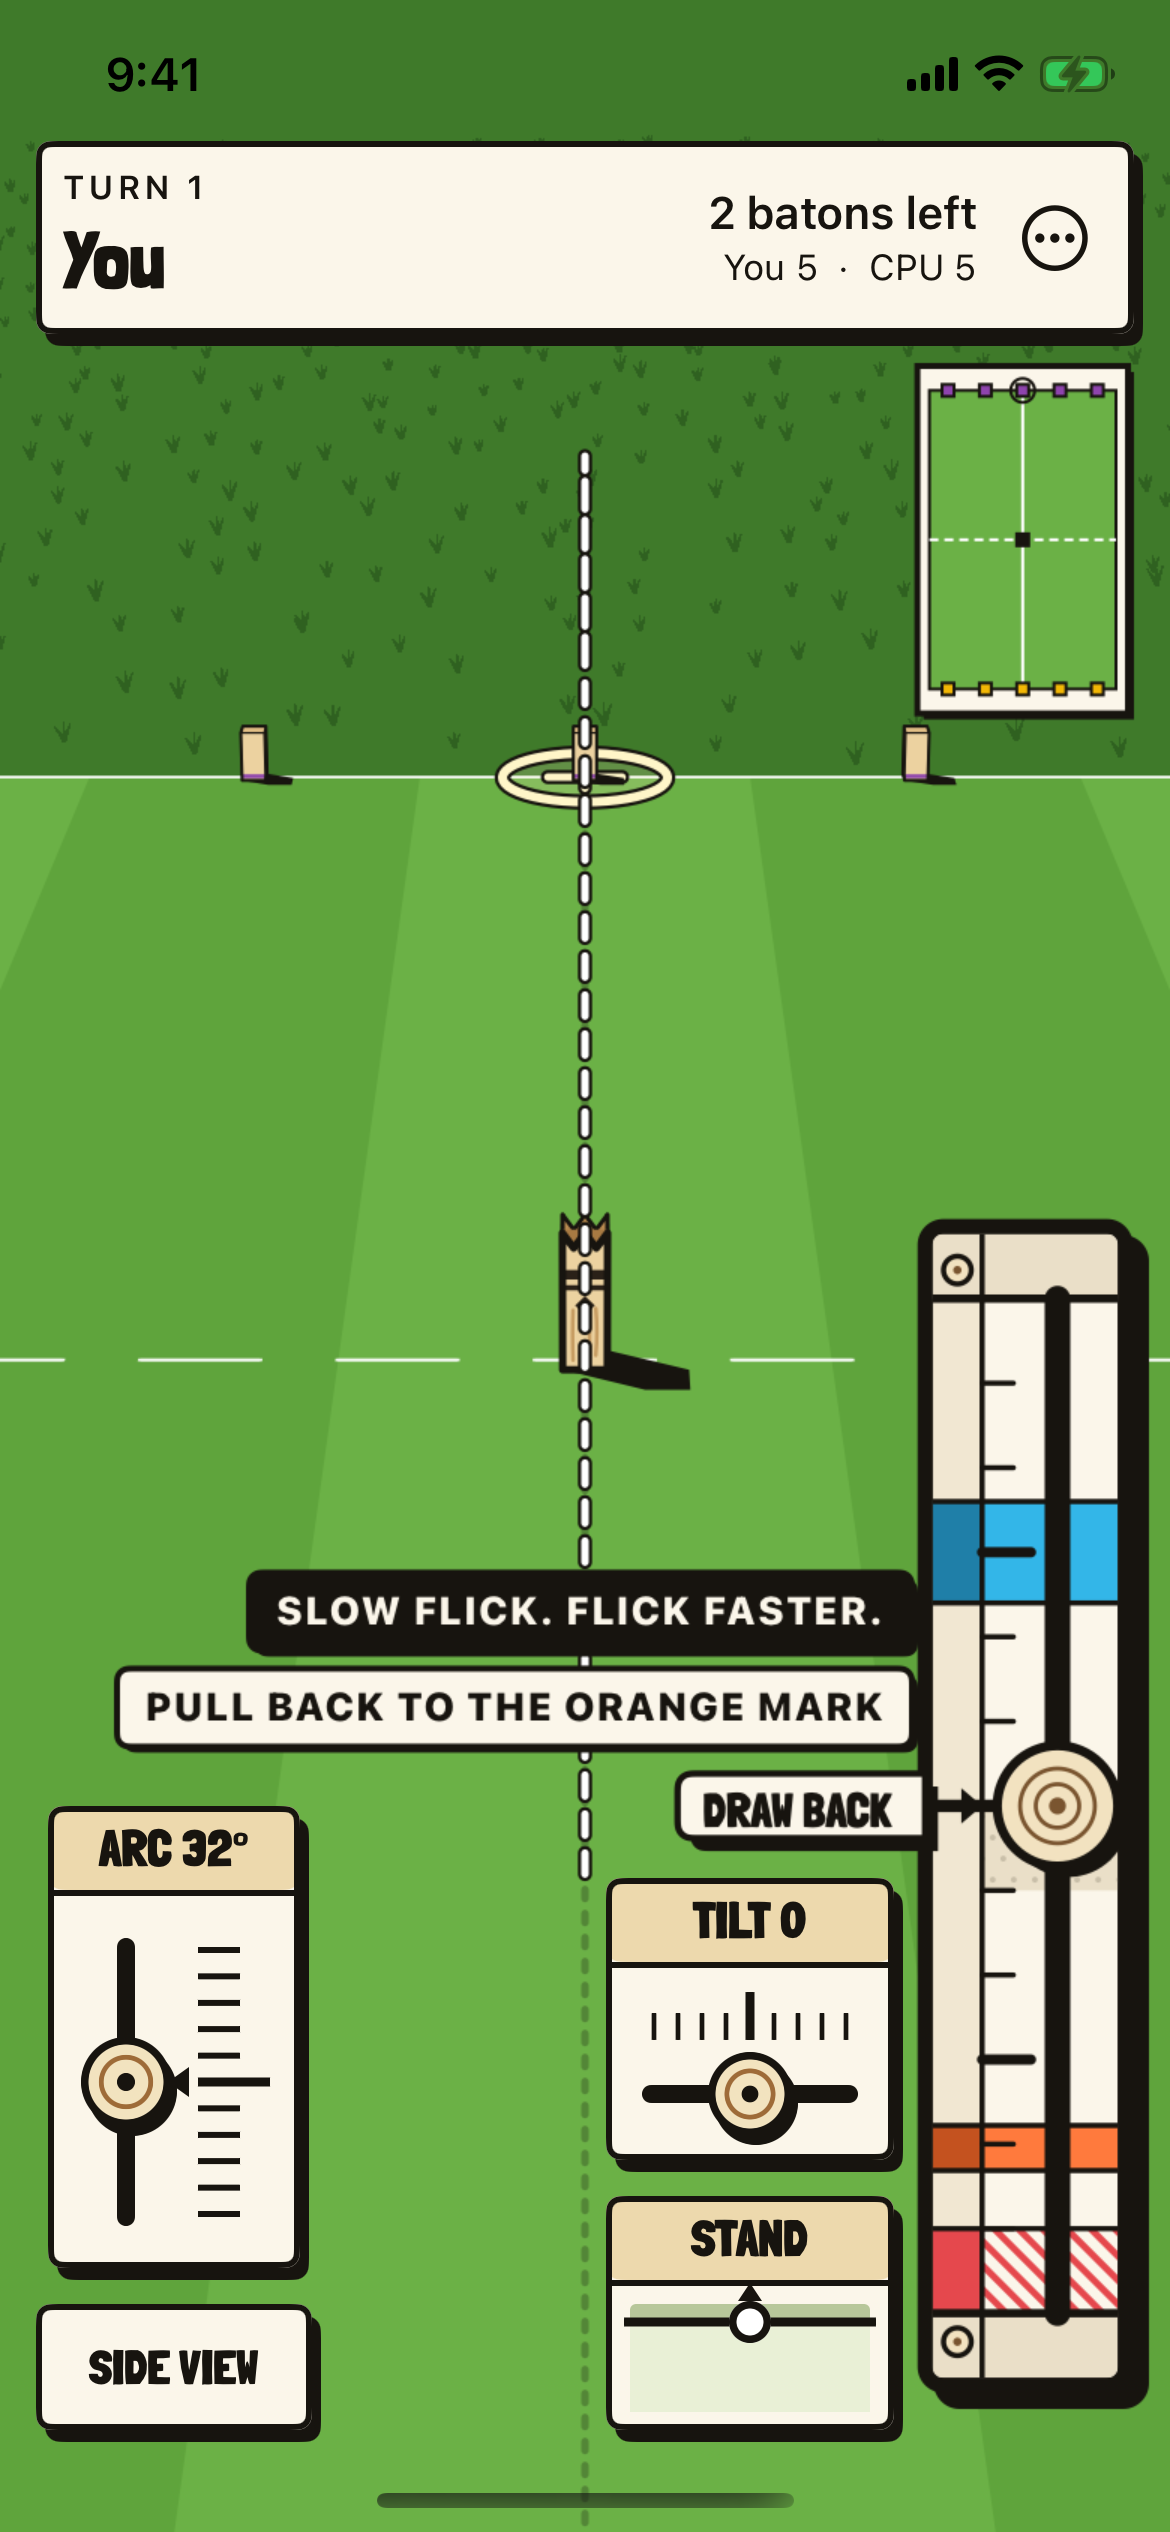 9:41
TURN 1
You
2 batons left
You 5 · CPU 5
SLOW FLICK. FLICK FASTER.
PULL BACK TO THE ORANGE MARK
DRAW BACK
ARC 32°
TILT 0
STAND
SIDE VIEW